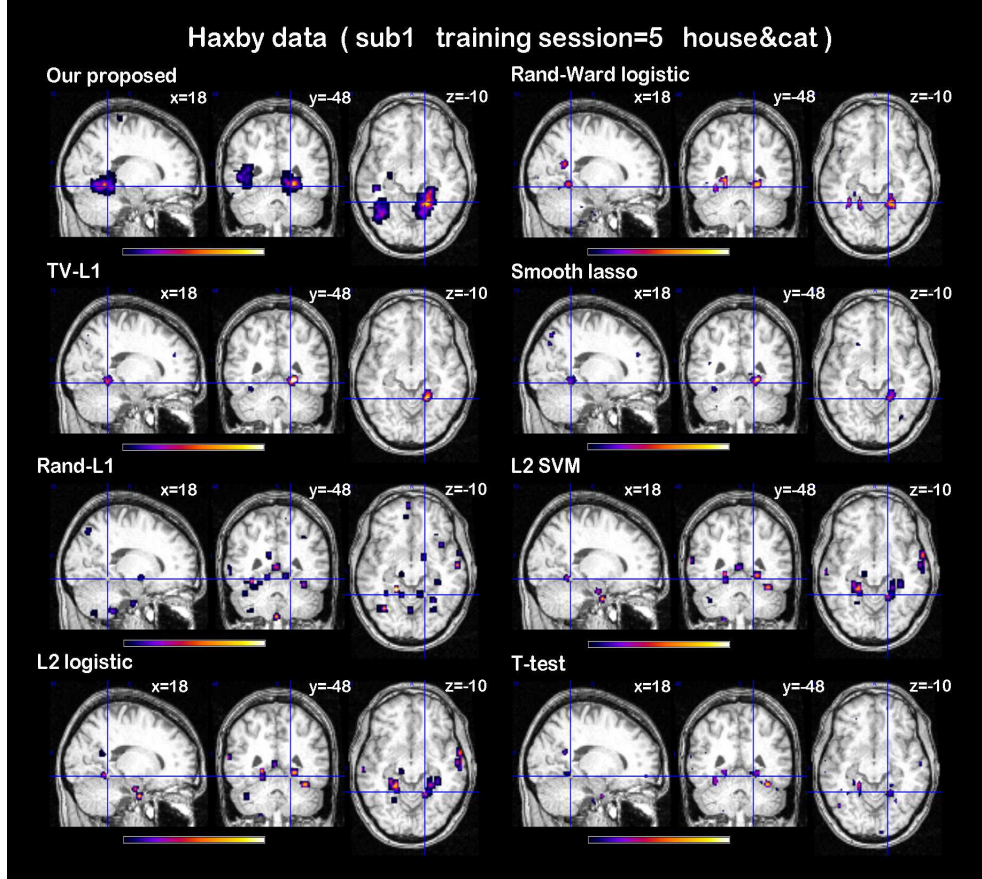 Haxby data ( sub1 training session=5 house&cat )
Our proposed
x=18 y=-48 z=-10
Rand-Ward logistic
x=18 y=-48 z=-10
TV-L1
x=18 y=-48 z=-10
Smooth lasso
x=18 y=-48 z=-10
Rand-L1
x=18 y=-48 z=-10
L2 SVM
x=18 y=-48 z=-10
L2 logistic
x=18 y=-48 z=-10
T-test
x=18 y=-48 z=-10